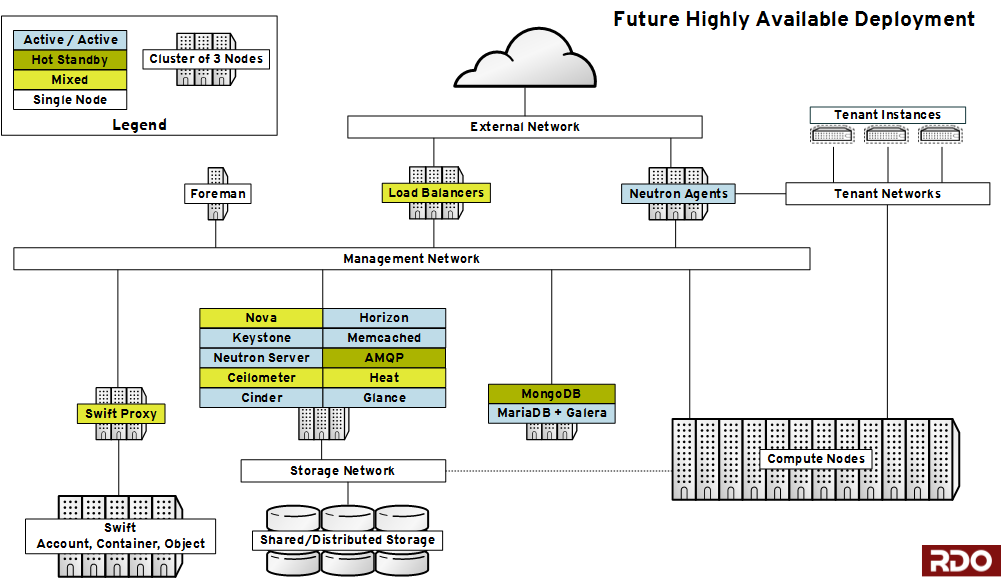 Future Highly Available Deployment
Active / Active
Hot Standby
Mixed
Single Node
Cluster of 3 Nodes
Legend
External Network
Tenant Instances
Foreman
Load Balancers
Neutron Agents
Tenant Networks
Management Network
Nova
Horizon
Keystone
Memcached
Neutron Server
AMQP
Ceilometer
Heat
Cinder
Glance
MongoDB
MariaDB + Galera
Swift Proxy
Compute Nodes
Storage Network
Swift
Account, Container, Object
Shared/Distributed Storage
RDO